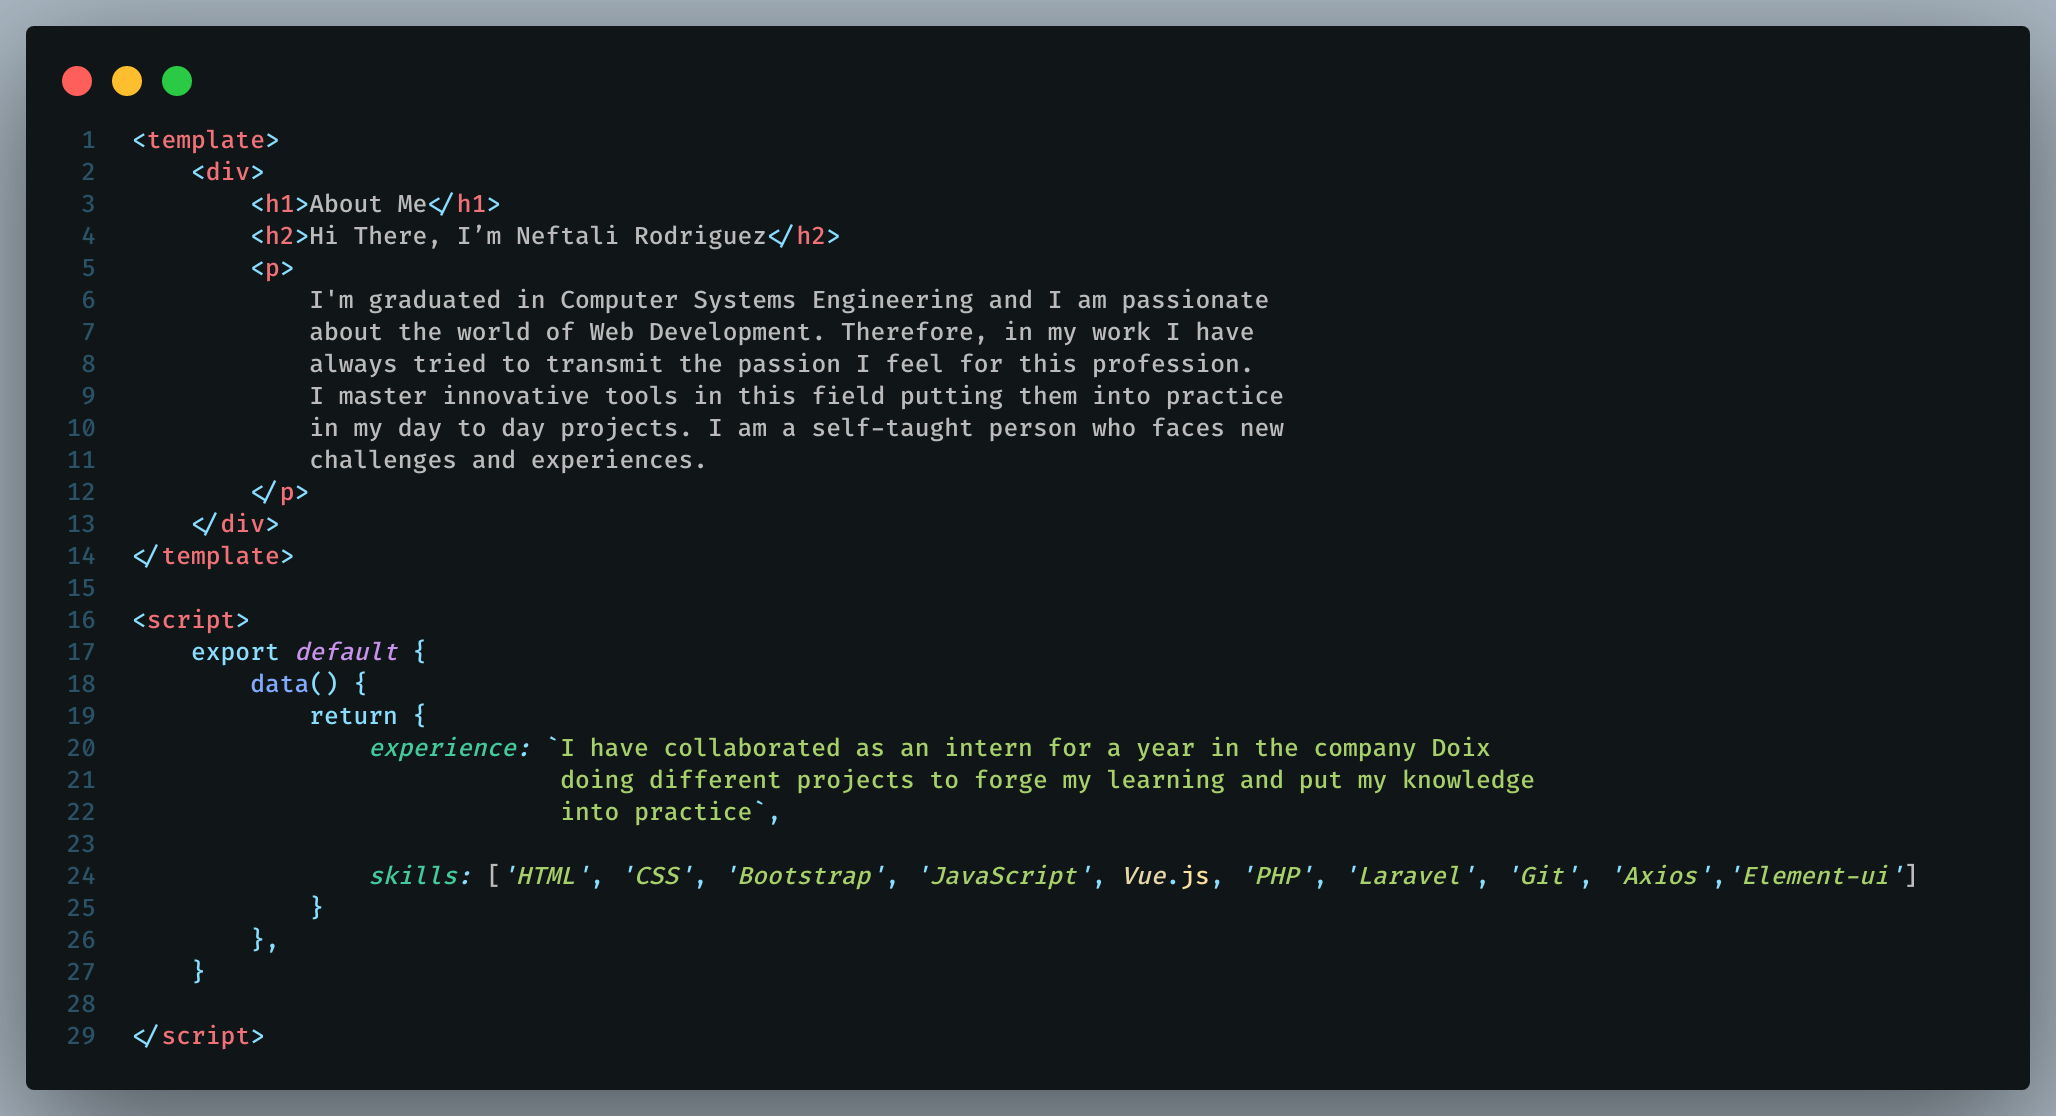 1 <template>
2     <div>
3         <h1>About Me</h1>
4         <h2>Hi There, I’m Neftali Rodriguez</h2>
5         <p>
6             I'm graduated in Computer Systems Engineering and I am passionate
7             about the world of Web Development. Therefore, in my work I have
8             always tried to transmit the passion I feel for this profession.
9             I master innovative tools in this field putting them into practice
10             in my day to day projects. I am a self-taught person who faces new
11             challenges and experiences.
12         </p>
13     </div>
14 </template>
15
16 <script>
17     export default {
18         data() {
19             return {
20                 experience: `I have collaborated as an intern for a year in the company Doix
21                              doing different projects to forge my learning and put my knowledge
22                              into practice`,
23
24                 skills: ['HTML', 'CSS', 'Bootstrap', 'JavaScript', Vue.js, 'PHP', 'Laravel', 'Git', 'Axios','Element-ui']
25             }
26         },
27     }
28
29 </script>